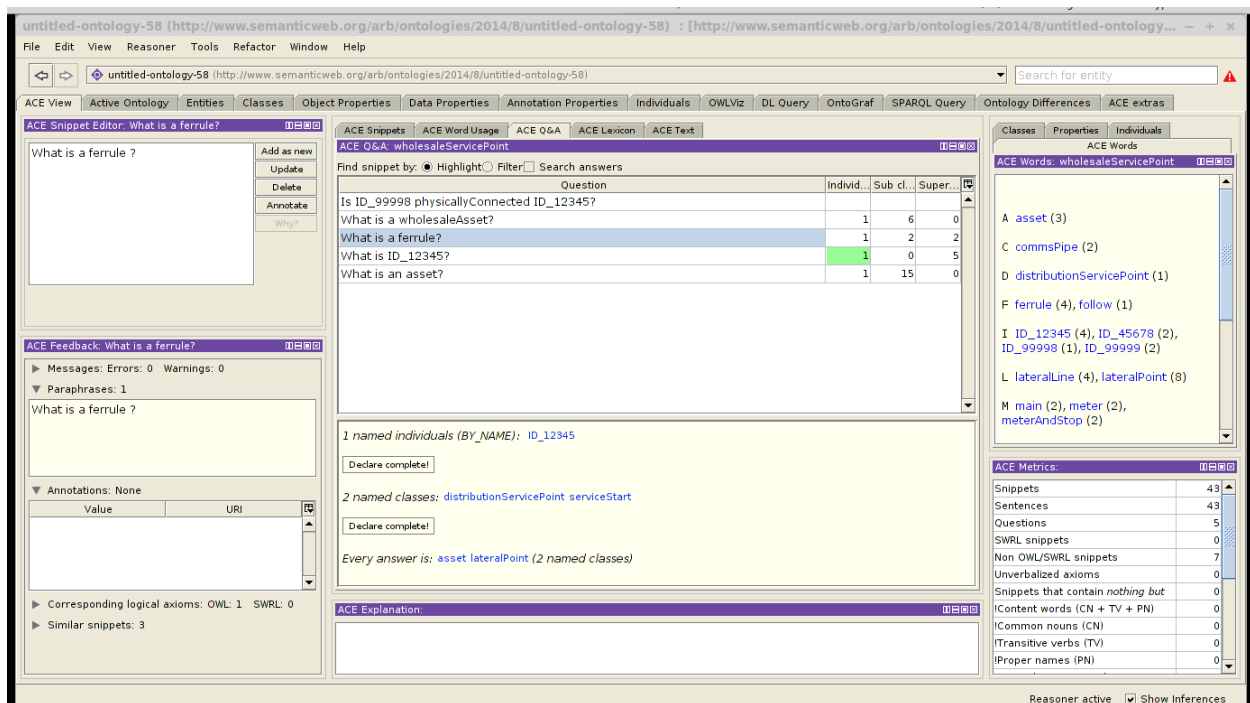 untitled-ontology-58 (http://www.semanticweb.org/arb/ontologies/2014/8/untitled-ontology-58) : [http://www.semanticweb.org/arb/ontologies/2014/8/untitled-ontology...
File Edit View Reasoner Tools Refactor Window Help
untitled-ontology-58 (http://www.semanticweb.org/arb/ontologies/2014/8/untitled-ontology-58)
Search for entity
ACE View Active Ontology Entities Classes Object Properties Data Properties Annotation Properties Individuals OWLViz DL Query OntoGraf SPARQL Query Ontology Differences ACE extras
ACE Snippet Editor: What is a ferrule?
What is a ferrule ?
Add as new
Update
Delete
Annotate
Why?
ACE Feedback: What is a ferrule?
Messages: Errors: 0 Warnings: 0
Paraphrases: 1
What is a ferrule ?
Annotations: None
Value URI
Corresponding logical axioms: OWL: 1 SWRL: 0
Similar snippets: 3
ACE Snippets ACE Word Usage ACE Q&A ACE Lexicon ACE Text
ACE Q&A: wholesaleServicePoint
Find snippet by: Highlight Filter Search answers
Question Individ... Sub cl... Super...
Is ID_99998 physicallyConnected ID_12345?
What is a wholesaleAsset? 1 6 0
What is a ferrule? 1 2 2
What is ID_12345? 1 0 5
What is an asset? 1 15 0
1 named individuals (BY_NAME): ID_12345
Declare complete!
2 named classes: distributionServicePoint serviceStart
Declare complete!
Every answer is: asset lateralPoint (2 named classes)
ACE Explanation:
Classes Properties Individuals
ACE Words
ACE Words: wholesaleServicePoint
A asset (3)
C commsPipe (2)
D distributionServicePoint (1)
F ferrule (4), follow (1)
I ID_12345 (4), ID_45678 (2),
ID_99998 (1), ID_99999 (2)
L lateralLine (4), lateralPoint (8)
M main (2), meter (2),
meterAndStop (2)
ACE Metrics:
Snippets 43
Sentences 43
Questions 5
SWRL snippets 0
Non OWL/SWRL snippets 7
Unverbalized axioms 0
Snippets that contain nothing but 0
!Content words (CN + TV + PN) 0
!Common nouns (CN) 0
!Transitive verbs (TV) 0
!Proper names (PN) 0
Reasoner active Show Inferences